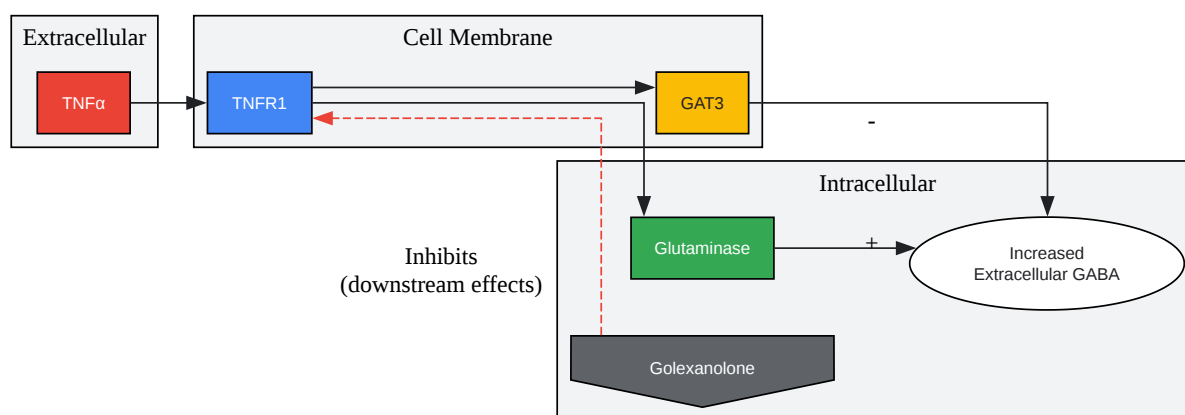 Extracellular
Cell Membrane
TNFα
TNFR1
GAT3
-
Intracellular
Inhibits
(downstream effects)
Glutaminase
+
Increased
Extracellular GABA
Golexanolone